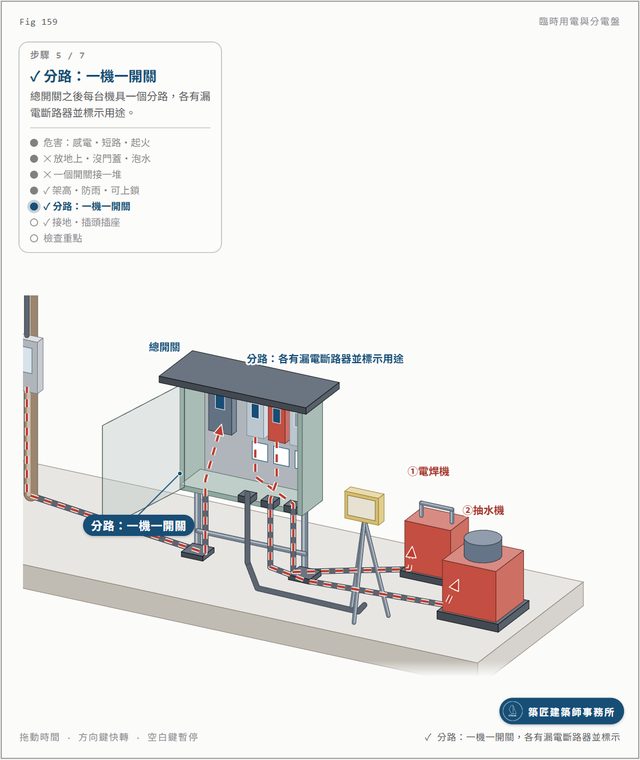 Fig 159
臨時用電與分電盤
步驟 5 / 7
✓ 分路：一機一開關
總開關之後每台機具一個分路，各有漏
電斷路器並標示用途。
危害：感電・短路・起火
× 放地上・沒門蓋・泡水
× 一個開關接一堆
✓ 架高・防雨・可上鎖
✓ 分路：一機一開關
✓ 接地・插頭插座
檢查重點
總開關
分路：各有漏電斷路器並標示用途
①電焊機
②抽水機
分路：一機一開關
築匠建築師事務所
拖動時間 · 方向鍵快轉 · 空白鍵暫停
✓ 分路：一機一開關，各有漏電斷路器並標示